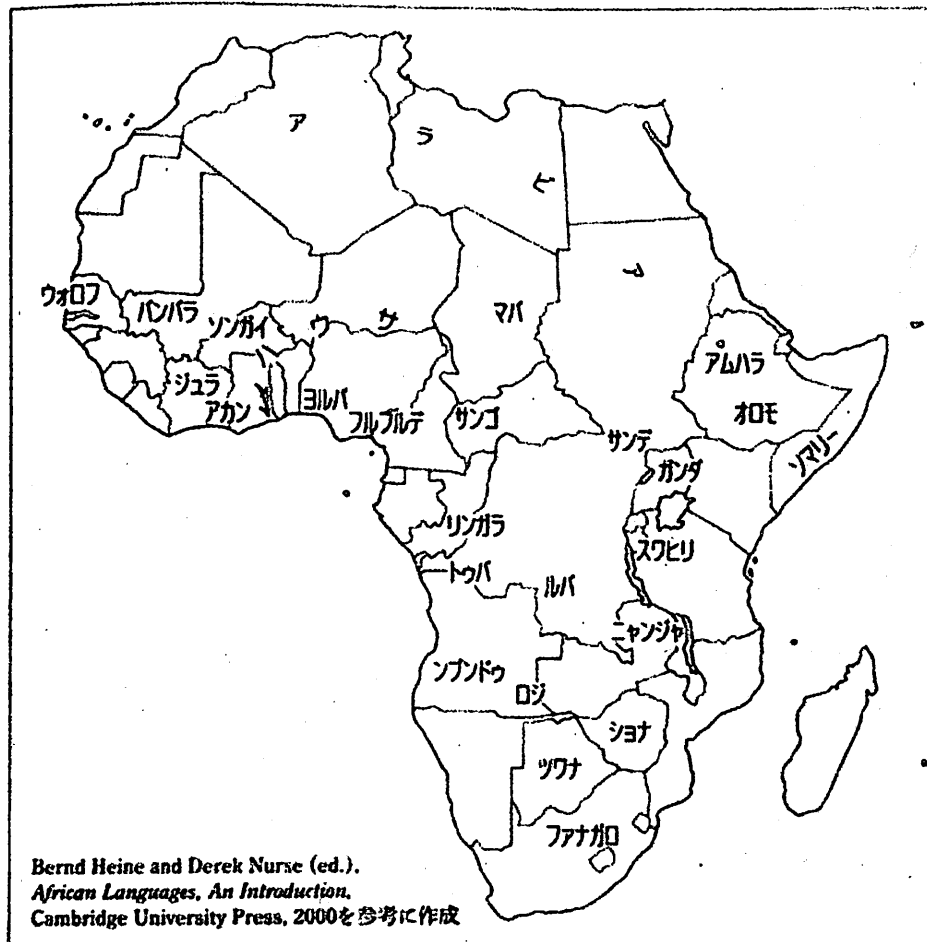 ア ラ ビ ア
ウォロフ
バンバラ
ソンガイ
ウ サ
マバ
アムハラ
ジュラ
アカン
ヨルバ
フルブルデ
サンゴ
オロモ
サンデ
ソマリー
ガンダ
リンガラ
スワヒリ
トゥバ
ルバ
ニャンジャ
ンブンドゥ
ロジ
ショナ
ツワナ
ファナガロ
Bernd Heine and Derek Nurse (ed.).
African Languages, An Introduction,
Cambridge University Press, 2000を参考に作成